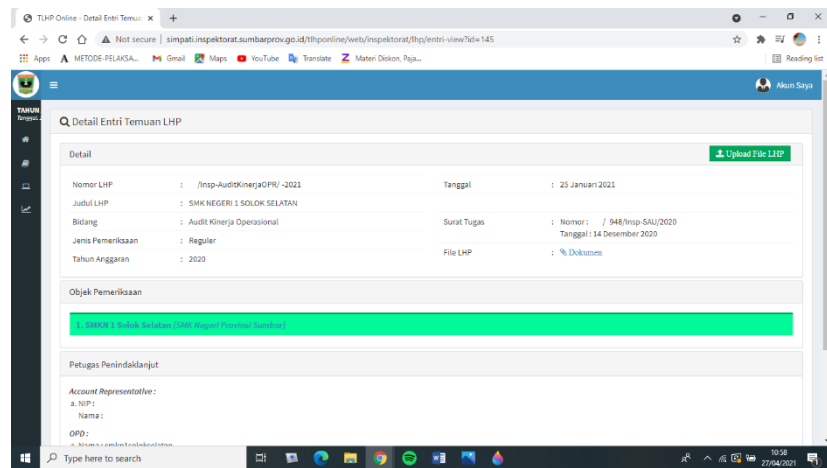 TLHP Online - Detail Entri Temuan
Not secure | simpati.inspektorat.sumbarprov.go.id/tlhponline/web/inspektorat/lhp/entri-view?id=145
Apps METODE-PELAKSA... Gmail Maps YouTube Translate Materi Diskon, Paja... Reading list
Akun Saya
TAHUN
Detail Entri Temuan LHP
Detail
Upload File LHP
Nomor LHP : /Insp-AuditKinerjaOPR/ -2021
Tanggal : 25 Januari 2021
Judul LHP : SMK NEGERI 1 SOLOK SELATAN
Bidang : Audit Kinerja Operasional
Surat Tugas : Nomor : / 948/Insp-SAU/2020
Tanggal : 14 Desember 2020
Jenis Pemeriksaan : Reguler
File LHP : Dokumen
Tahun Anggaran : 2020
Objek Pemeriksaan
1. SMKN 1 Solok Selatan [SMK Negeri Provinsi Sumbar]
Petugas Penindaklanjut
Account Representative :
a. NIP :
Nama :
OPD :
a. Nama : smkn1solokselatan
Type here to search
10:58
27/04/2021